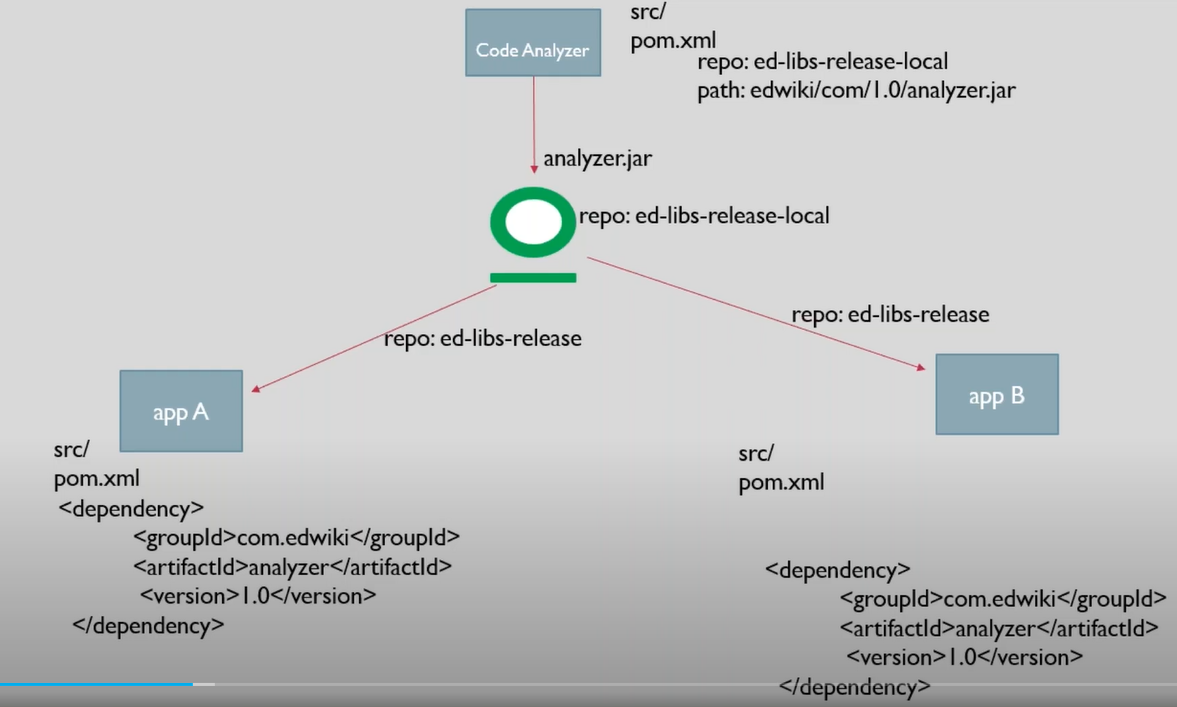 Code Analyzer
src/
pom.xml
repo: ed-libs-release-local
path: edwiki/com/1.0/analyzer.jar
analyzer.jar
repo: ed-libs-release-local
repo: ed-libs-release
repo: ed-libs-release
app A
src/
pom.xml
<dependency>
<groupId>com.edwiki</groupId>
<artifactId>analyzer</artifactId>
<version>1.0</version>
</dependency>
app B
src/
pom.xml
<dependency>
<groupId>com.edwiki</groupId>
<artifactId>analyzer</artifactId>
<version>1.0</version>
</dependency>